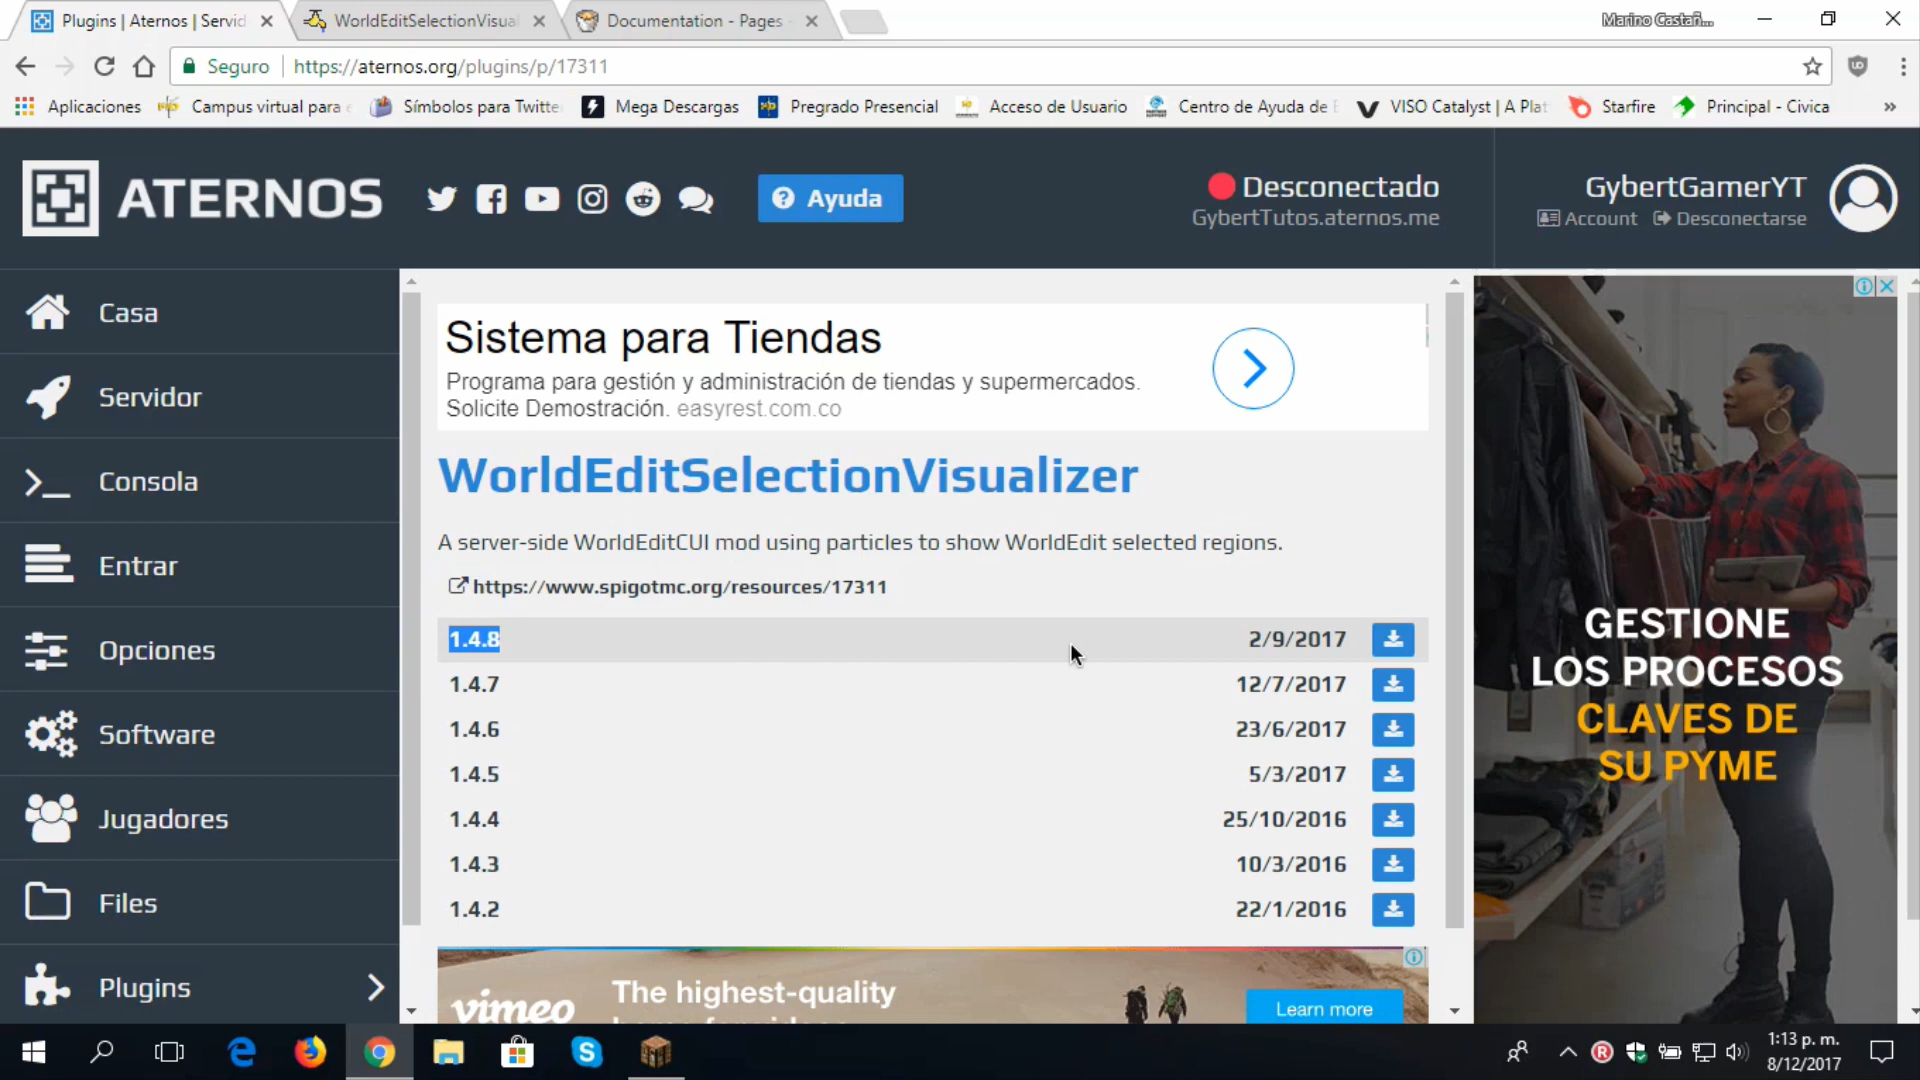 Plugins | Aternos | Servid
WorldEditSelectionVisual
Documentation - Pages -
Marino Castañ...
Seguro
https://aternos.org/plugins/p/17311
Aplicaciones
Campus virtual para e
Símbolos para Twitte
Mega Descargas
Pregrado Presencial
Acceso de Usuario
Centro de Ayuda de E
VISO Catalyst | A Plat
Starfire
Principal - Civica
»
ATERNOS
? Ayuda
Desconectado
GybertTutos.aternos.me
GybertGamerYT
Account
Desconectarse
Casa
Servidor
Consola
Entrar
Opciones
Software
Jugadores
Files
Plugins
Sistema para Tiendas
Programa para gestión y administración de tiendas y supermercados.
Solicite Demostración. easyrest.com.co
WorldEditSelectionVisualizer
A server-side WorldEditCUI mod using particles to show WorldEdit selected regions.
https://www.spigotmc.org/resources/17311
1.4.8 2/9/2017
1.4.7 12/7/2017
1.4.6 23/6/2017
1.4.5 5/3/2017
1.4.4 25/10/2016
1.4.3 10/3/2016
1.4.2 22/1/2016
vimeo
The highest-quality
Learn more
GESTIONE
LOS PROCESOS
CLAVES DE
SU PYME
1:13 p. m.
8/12/2017